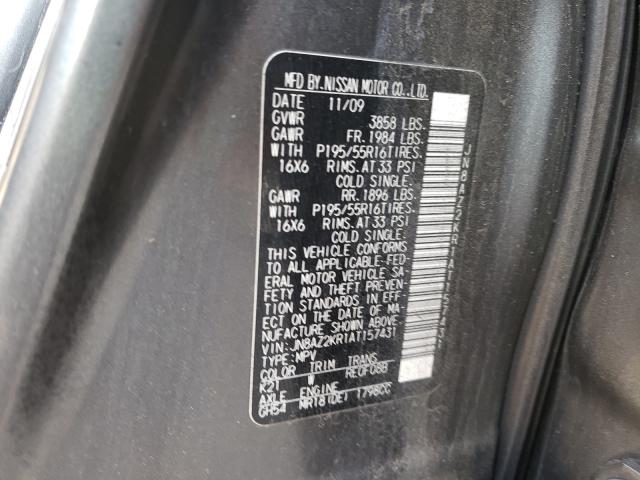 MFD BY. NISSAN MOTOR CO.,LTD.
DATE 11/09
GVWR 3858 LBS.
GAWR FR. 1984 LBS.
WITH P195/55R16TIRES.
16X6 RIMS. AT 33 PSI
COLD SINGLE.
GAWR RR. 1896 LBS.
WITH P195/55R16TIRES.
16X6 RIMS. AT 33 PSI
COLD SINGLE.
THIS VEHICLE CONFORMS
TO ALL APPLICABLE FED-
ERAL MOTOR VEHICLE SA-
FETY AND THEFT PREVEN-
TION STANDARDS IN EFF-
ECT ON THE DATE OF MA-
NUFACTURE SHOWN ABOVE.
VIN: JN8AZ2KR1AT157431
TYPE: MPV
COLOR TRIM TRANS
K21 W RE0F08B
AXLE ENGINE
GH54 MR18(DE) 1798CC
JN8AZ2KR1AT157431